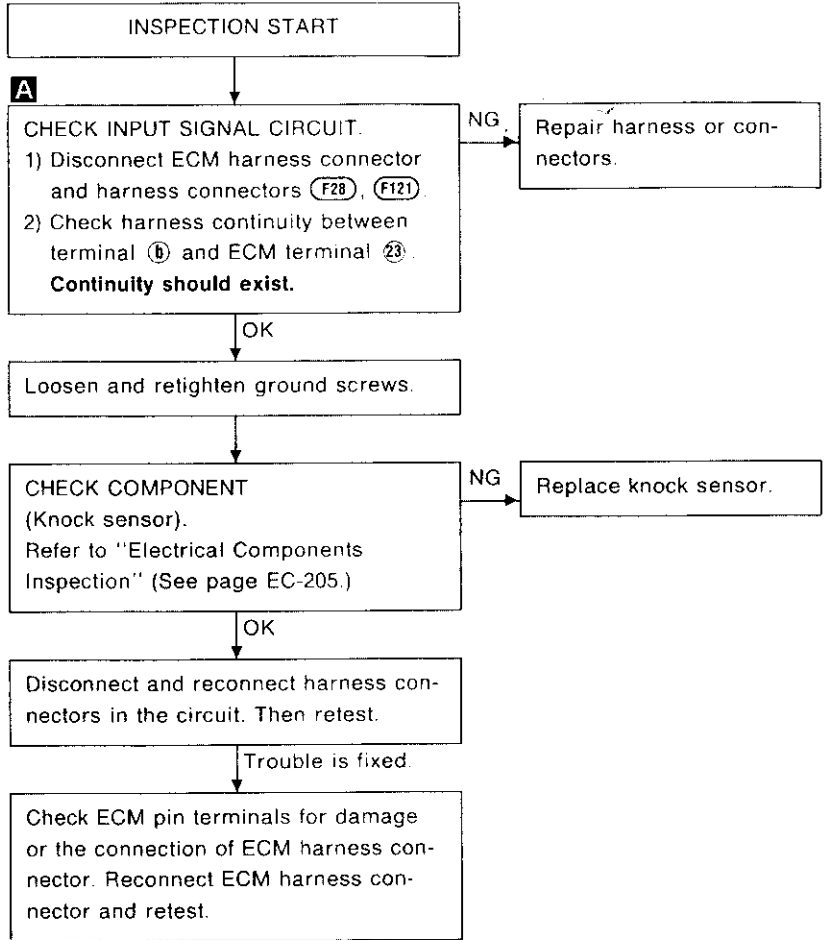 INSPECTION START
A
CHECK INPUT SIGNAL CIRCUIT.
1) Disconnect ECM harness connector
and harness connectors (F28), (F121).
2) Check harness continuity between
terminal ⓑ and ECM terminal ㉓.
Continuity should exist.
NG
Repair harness or con-
nectors.
OK
Loosen and retighten ground screws.
CHECK COMPONENT
(Knock sensor).
Refer to "Electrical Components
Inspection" (See page EC-205.)
NG
Replace knock sensor.
OK
Disconnect and reconnect harness con-
nectors in the circuit. Then retest.
Trouble is fixed.
Check ECM pin terminals for damage
or the connection of ECM harness con-
nector. Reconnect ECM harness con-
nector and retest.